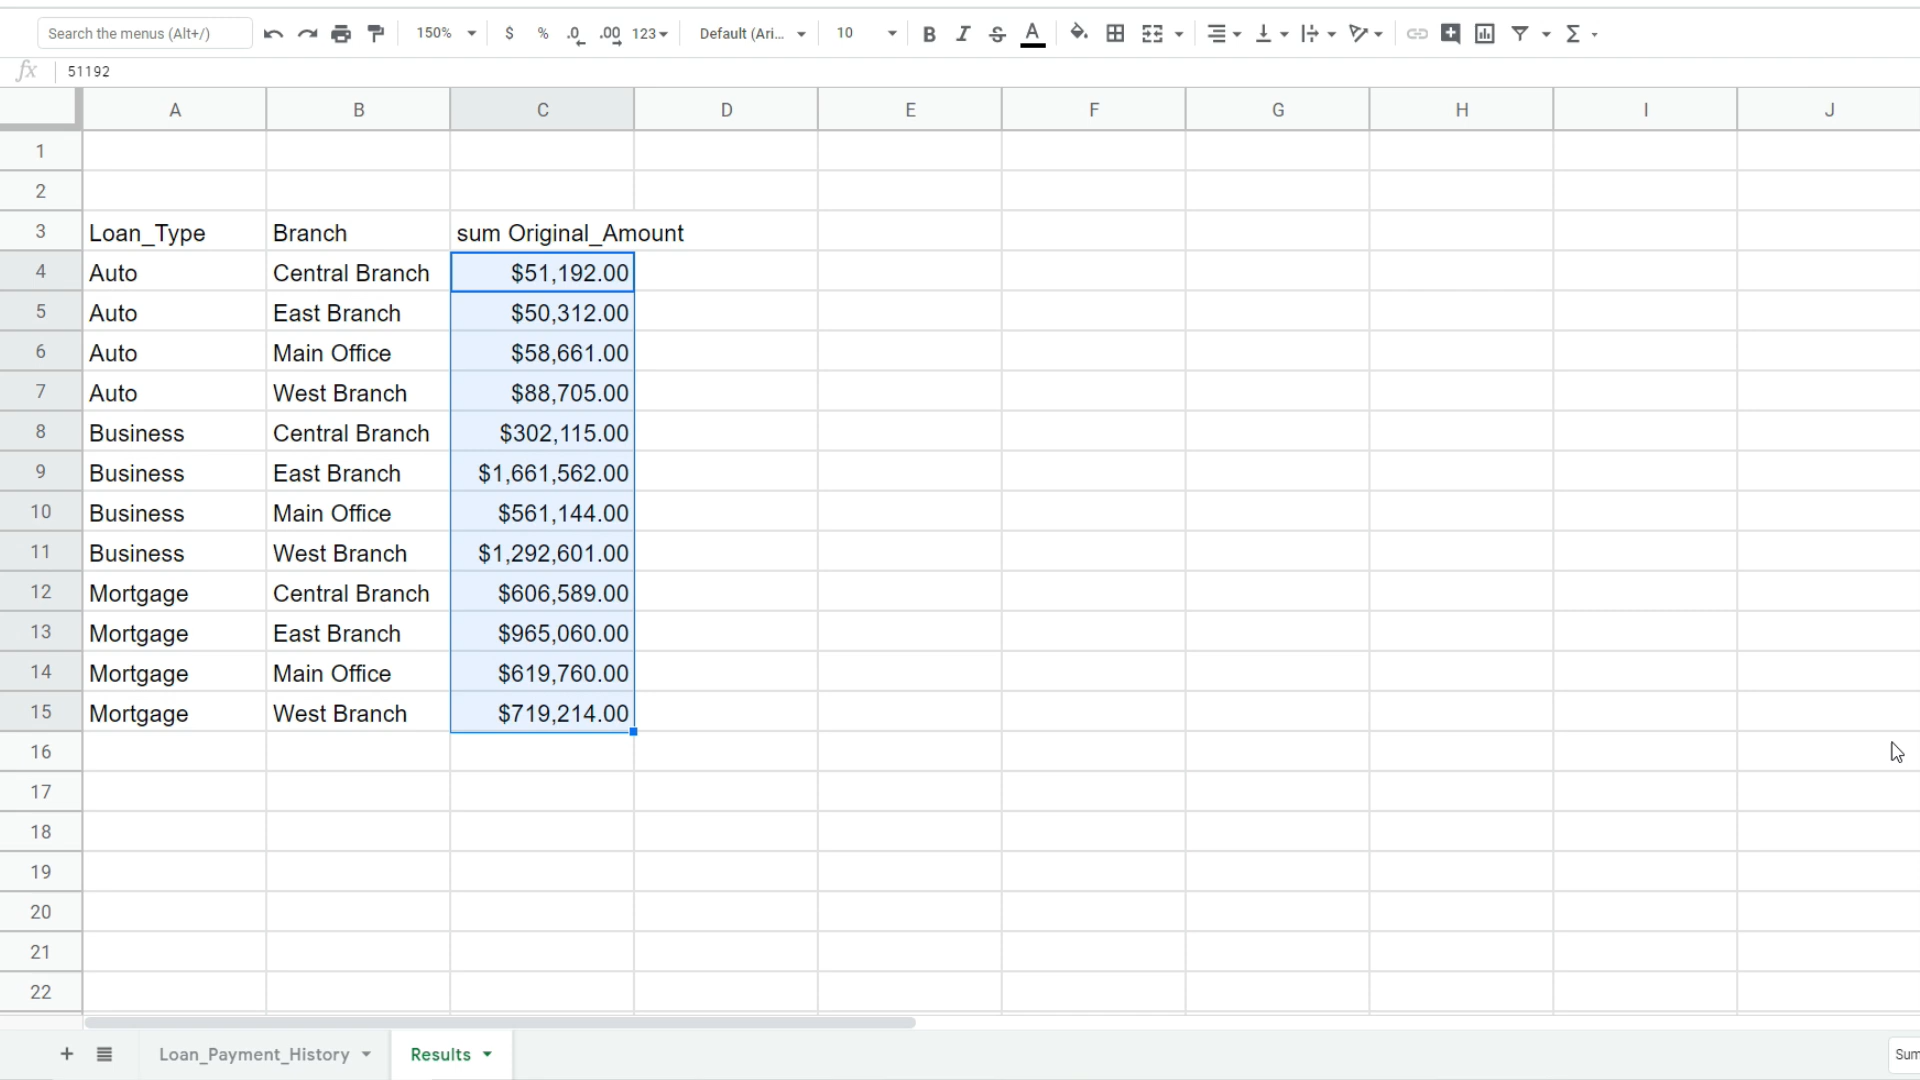 Search the menus (Alt+/) 150% $ % .0 .00 123 Default (Ari... 10 B I S A Σ
fx 51192
A B C D E F G H I J
1
2
3 Loan_Type Branch sum Original_Amount
4 Auto Central Branch $51,192.00
5 Auto East Branch $50,312.00
6 Auto Main Office $58,661.00
7 Auto West Branch $88,705.00
8 Business Central Branch $302,115.00
9 Business East Branch $1,661,562.00
10 Business Main Office $561,144.00
11 Business West Branch $1,292,601.00
12 Mortgage Central Branch $606,589.00
13 Mortgage East Branch $965,060.00
14 Mortgage Main Office $619,760.00
15 Mortgage West Branch $719,214.00
16
17
18
19
20
21
22
+ Loan_Payment_History Results Sum